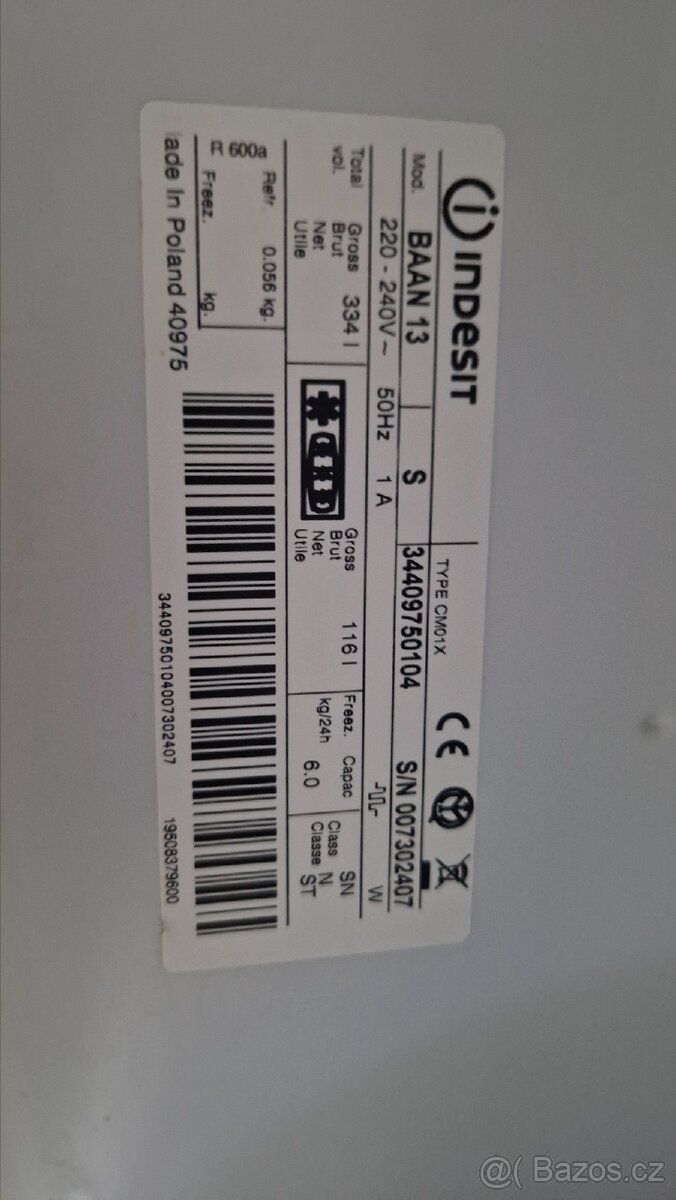 INDESIT
TYPE CM01X
CE
Mod. BAAN 13 S 34409750104 S/N 007302407
220 - 240V~ 50Hz 1 A W
Total vol.
Gross Brut 334 l
Net Utile
Gross Brut 116 l
Net Utile
Freez. Capac
kg/24h 6.0
Class Classe
SN
N
ST
R 600a
Refr. 0.056 kg.
Freez. kg.
ade In Poland 40975
34409750104007302407 19508379600
@( Bazos.cz